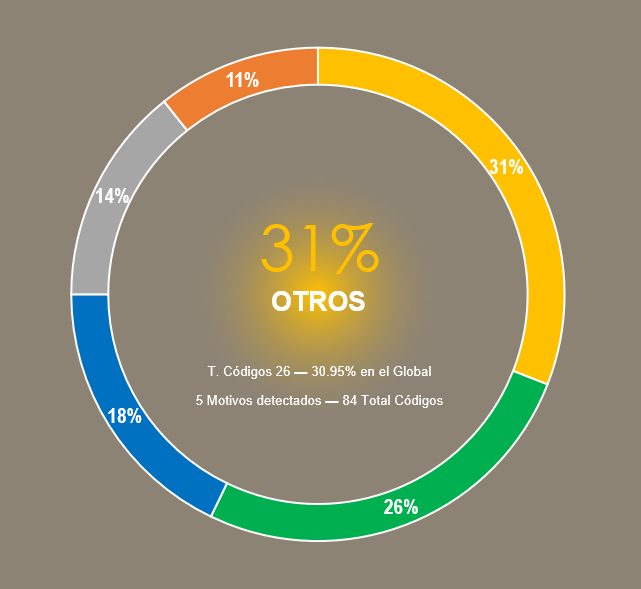 11%
31%
14%
31%
OTROS
T. Códigos 26 — 30.95% en el Global
5 Motivos detectados — 84 Total Códigos
18%
26%